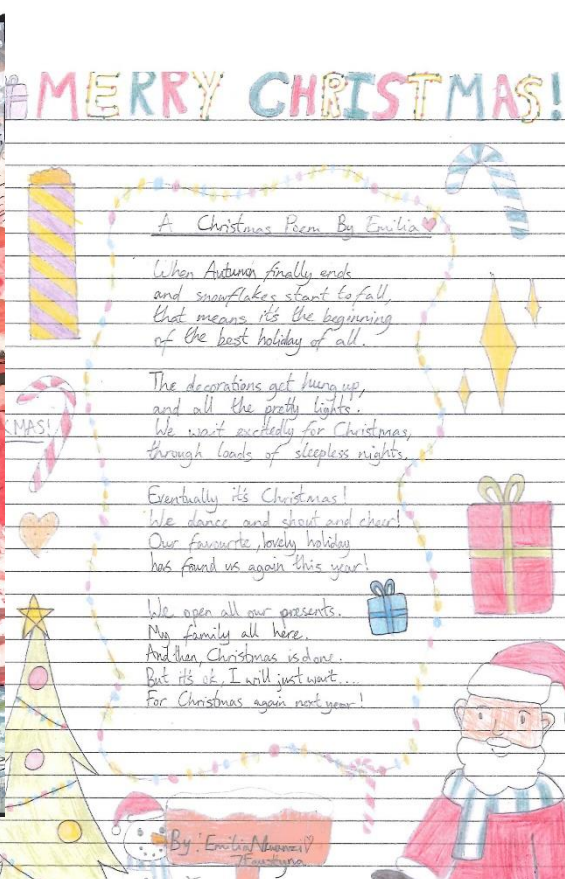 MERRY CHRISTMAS!
A Christmas Poem By Emilia
When Autumn finally ends
and snowflakes start to fall,
that means it's the beginning
of the best holiday of all.
The decorations get hung up,
and all the pretty lights.
We wait excitedly for Christmas,
through loads of sleepless nights.
XMAS!
Eventually it's Christmas!
We dance and shout and cheer!
Our favourite, lovely holiday
has found us again this year!
We open all our presents.
My family all here.
And then, Christmas is done.
But it's ok, I will just wait....
For Christmas again next year!
By: Emilia
7Faustyna